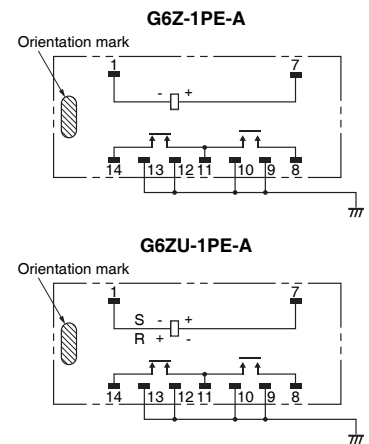 G6Z-1PE-A
Orientation mark
1 7
- +
14 13 12 11 10 9 8
G6ZU-1PE-A
Orientation mark
1 7
S - +
R + -
14 13 12 11 10 9 8